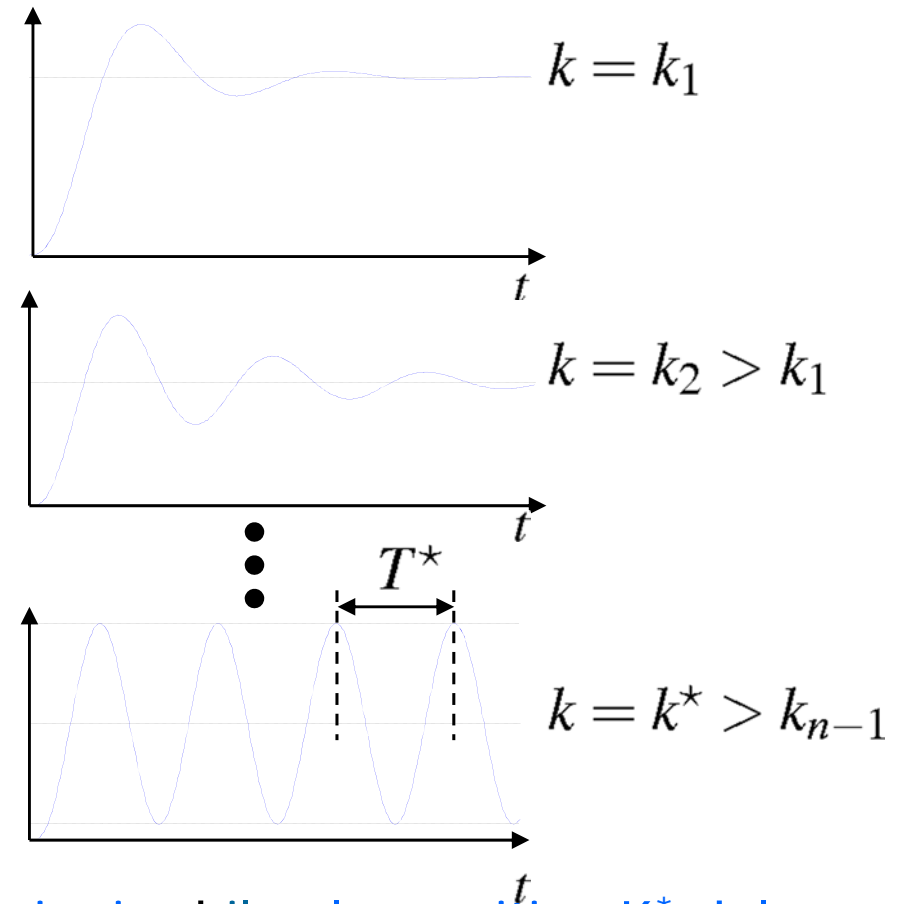 k = k₁
t
k = k₂ > k₁
t
T⋆
k = k⋆ > kₙ₋₁
t